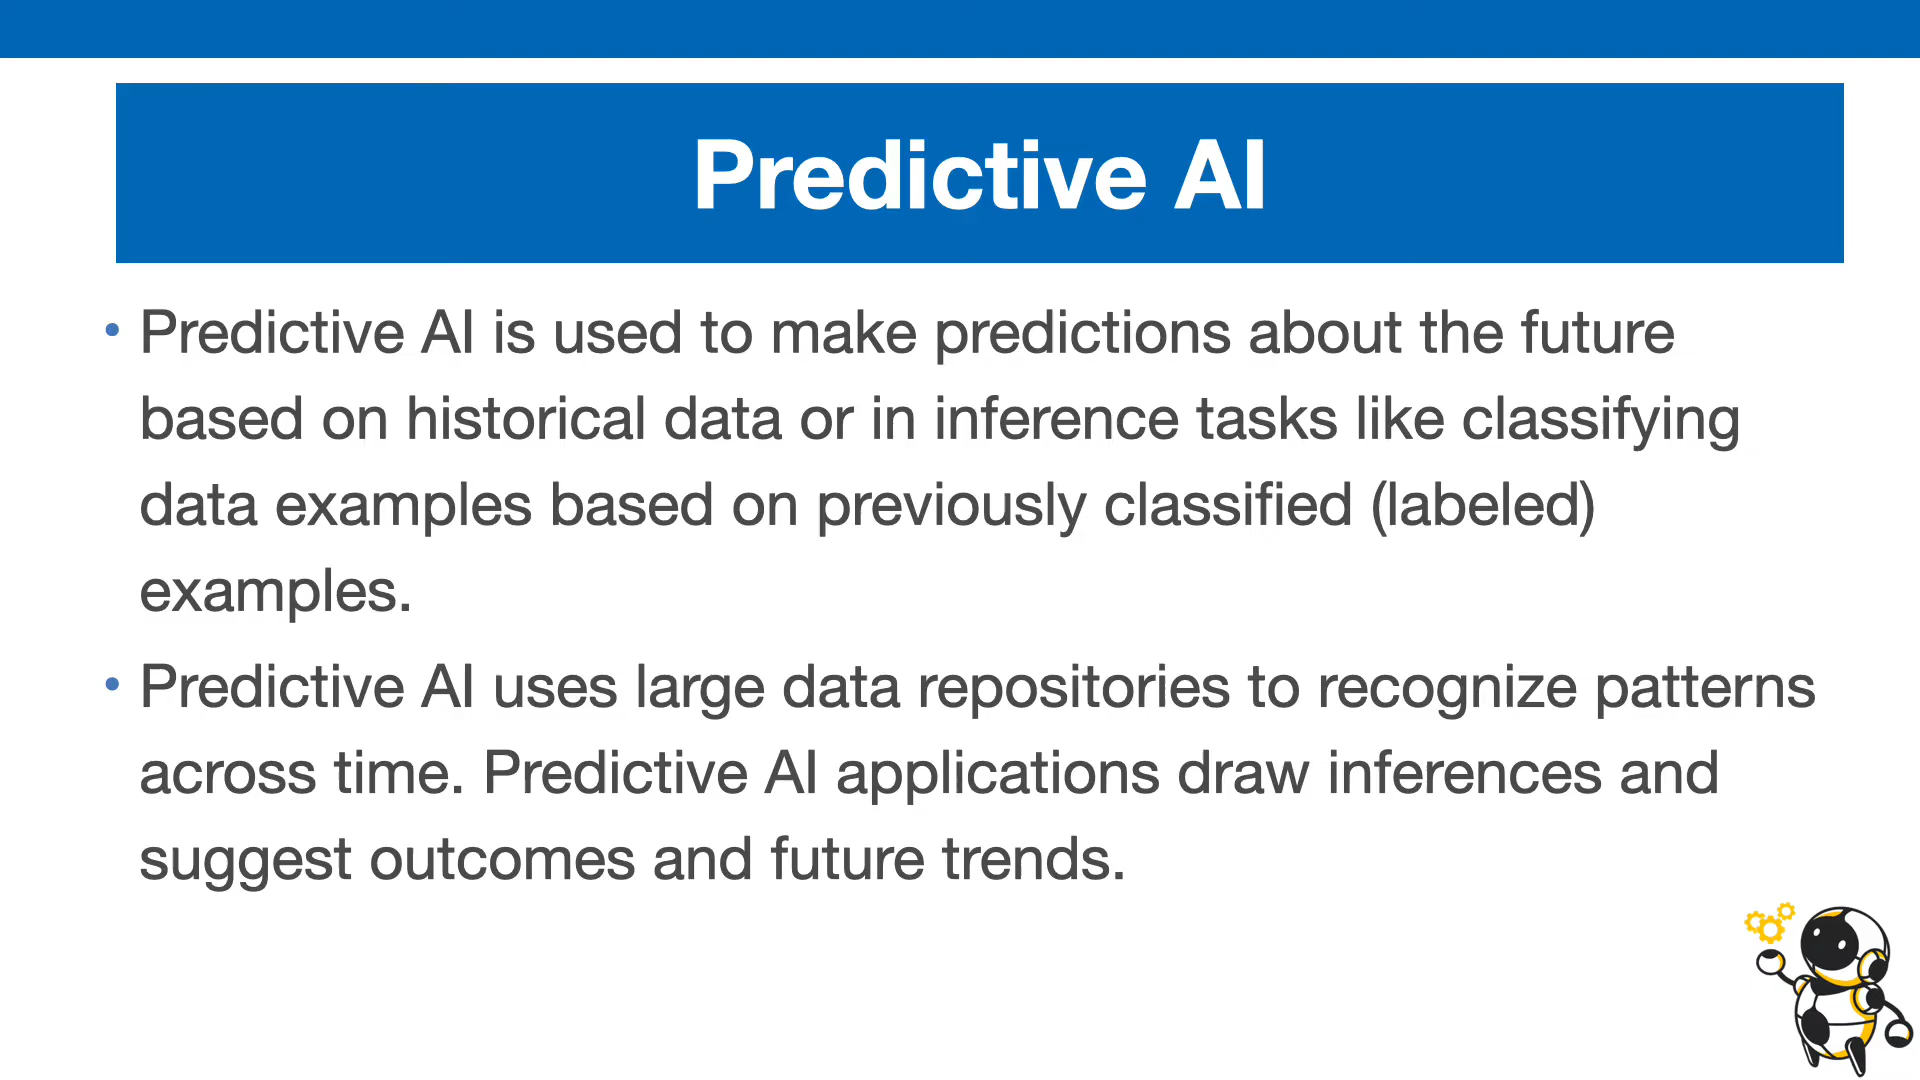 Predictive AI
• Predictive AI is used to make predictions about the future
based on historical data or in inference tasks like classifying
data examples based on previously classified (labeled)
examples.
• Predictive AI uses large data repositories to recognize patterns
across time. Predictive AI applications draw inferences and
suggest outcomes and future trends.